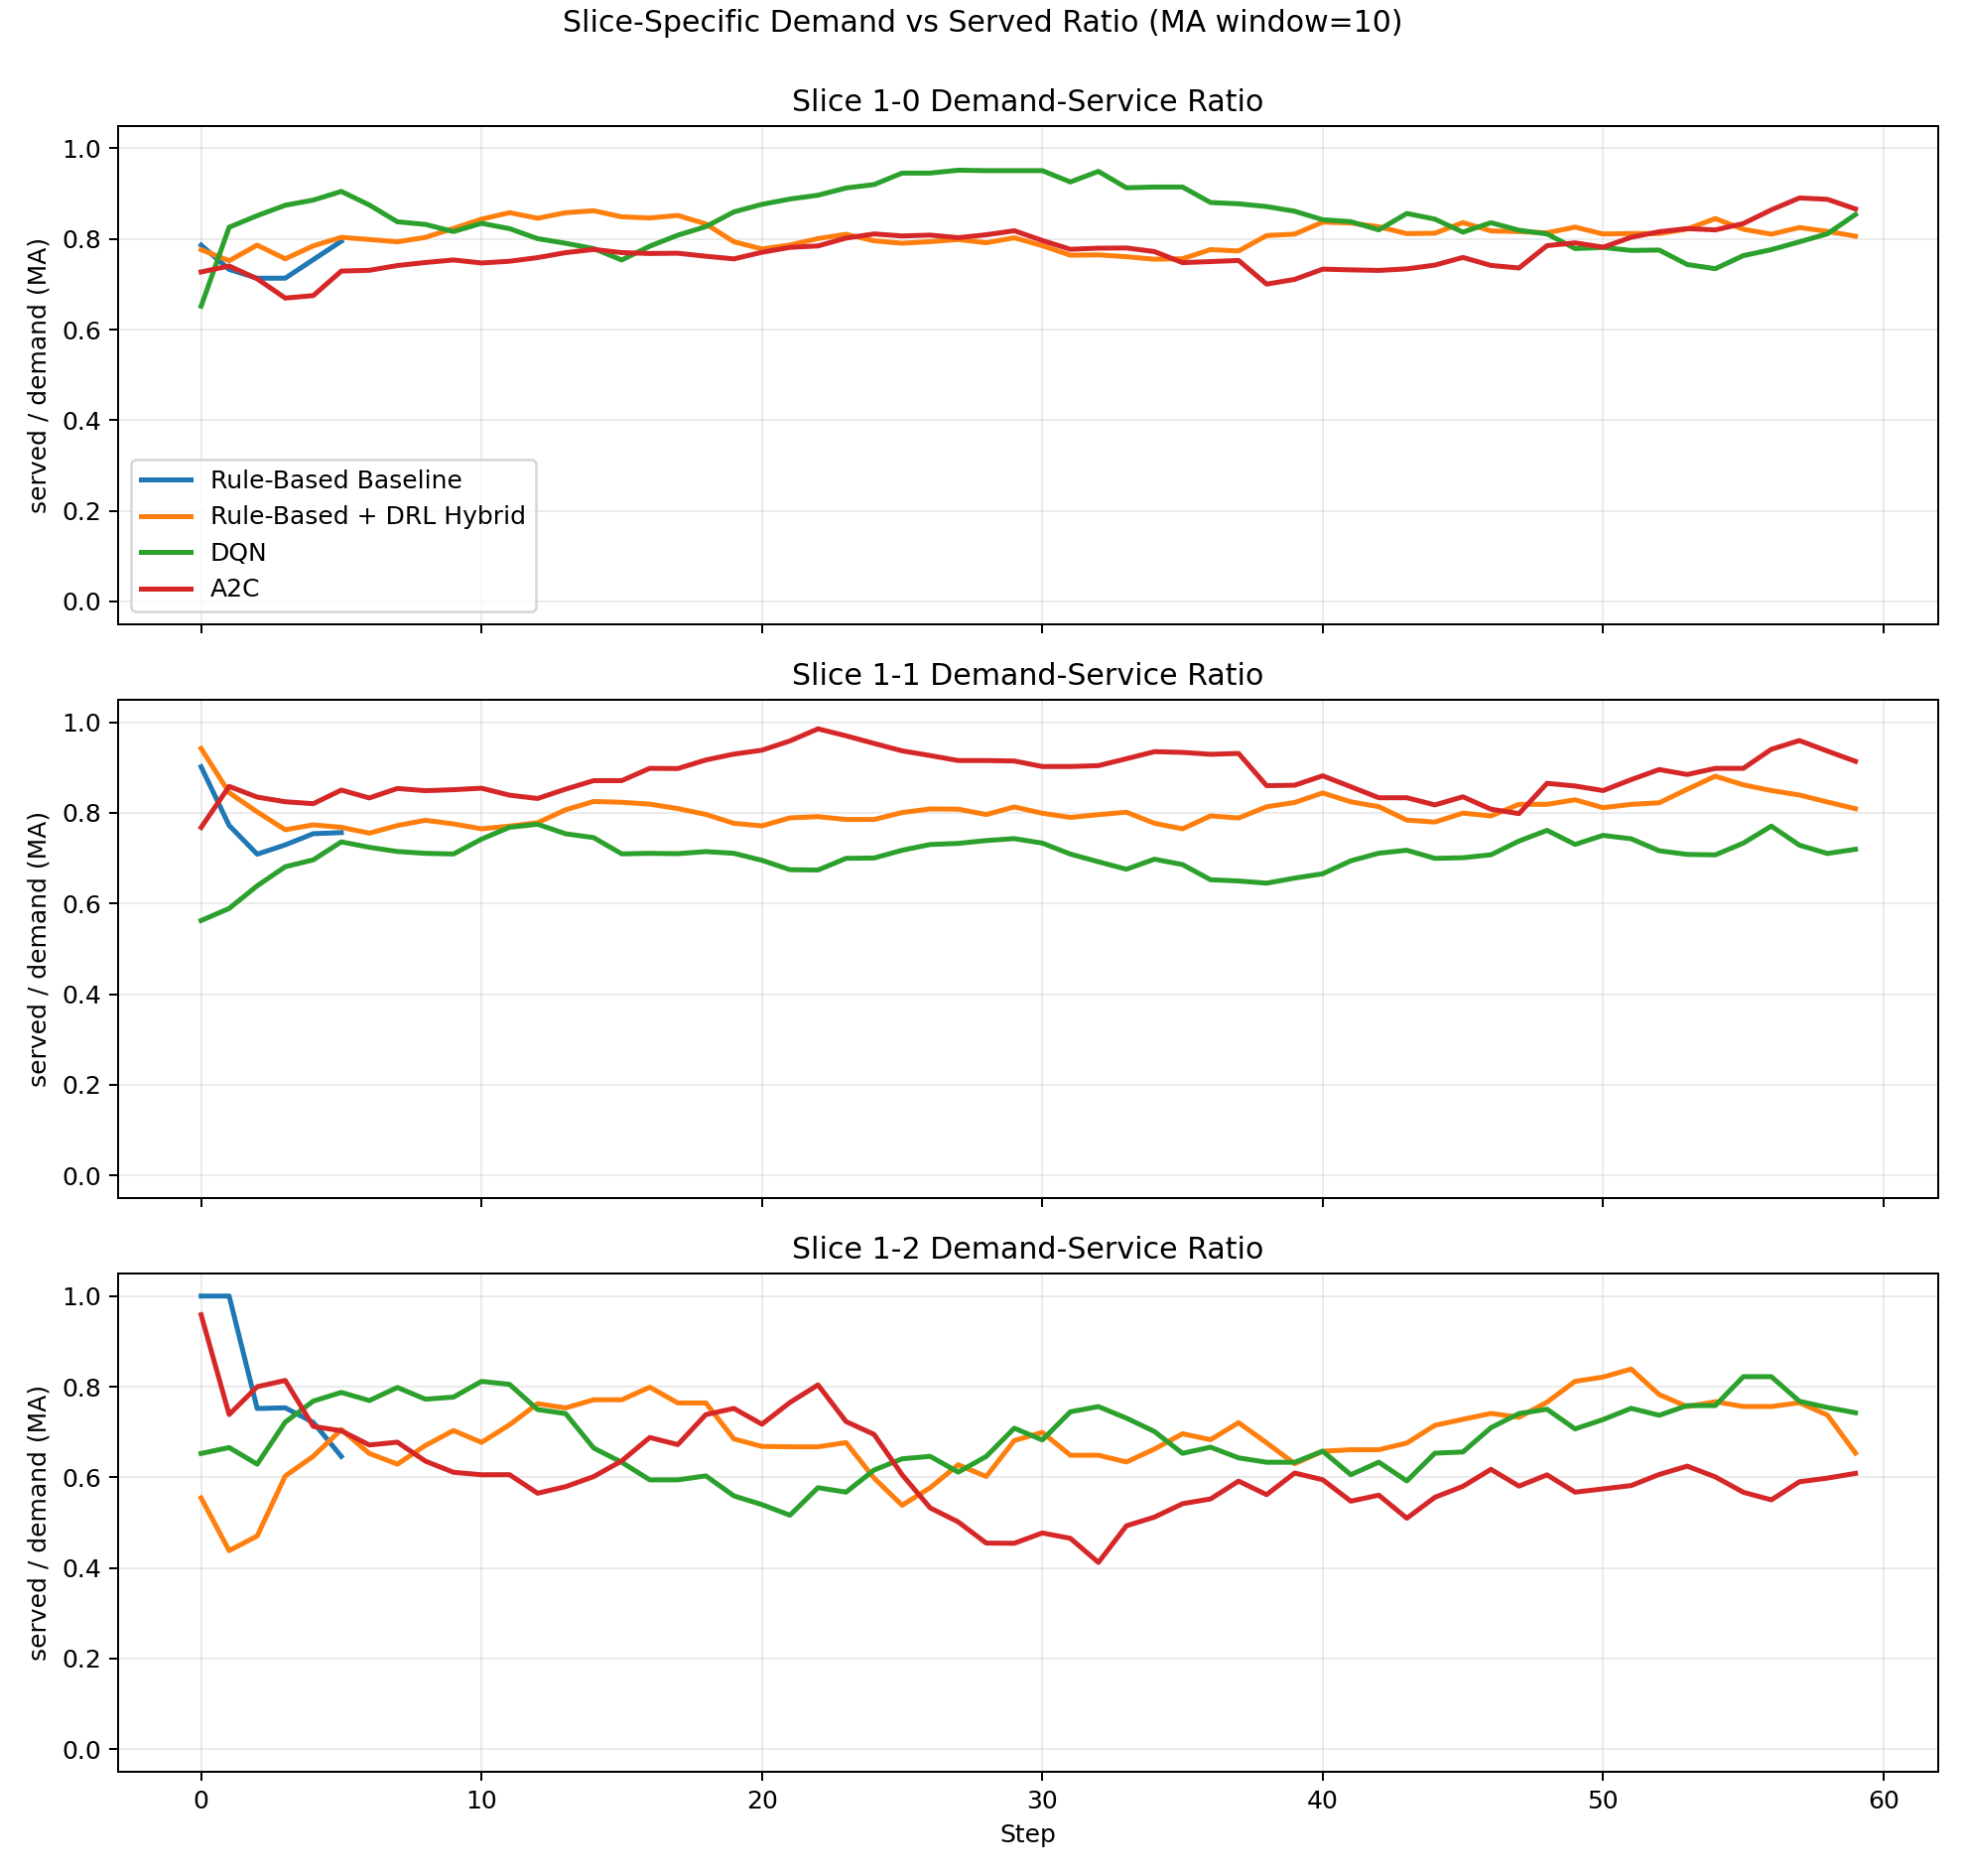 Slice-Specific Demand vs Served Ratio (MA window=10)
Slice 1-0 Demand-Service Ratio
served / demand (MA)
1.0
0.8
0.6
0.4
0.2
0.0
Rule-Based Baseline
Rule-Based + DRL Hybrid
DQN
A2C
Slice 1-1 Demand-Service Ratio
served / demand (MA)
1.0
0.8
0.6
0.4
0.2
0.0
Slice 1-2 Demand-Service Ratio
served / demand (MA)
1.0
0.8
0.6
0.4
0.2
0.0
0 10 20 30 40 50 60
Step